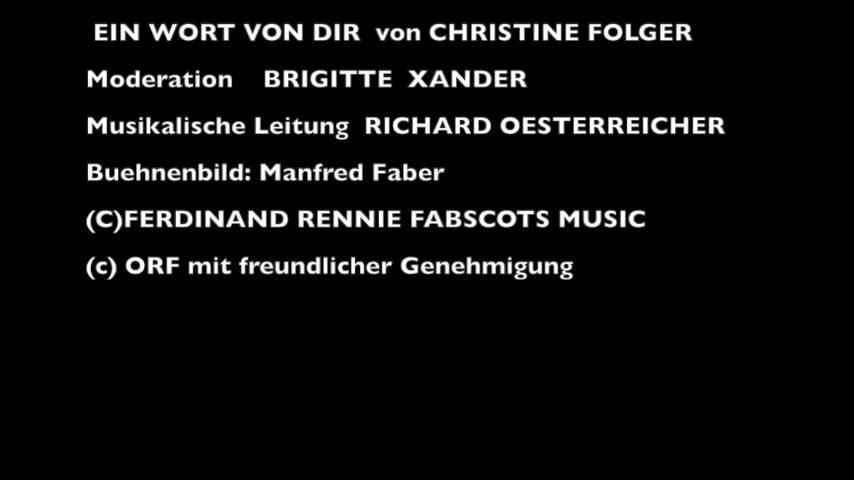 EIN WORT VON DIR von CHRISTINE FOLGER
Moderation BRIGITTE XANDER
Musikalische Leitung RICHARD OESTERREICHER
Buehnenbild: Manfred Faber
(C)FERDINAND RENNIE FABSCOTS MUSIC
(c) ORF mit freundlicher Genehmigung